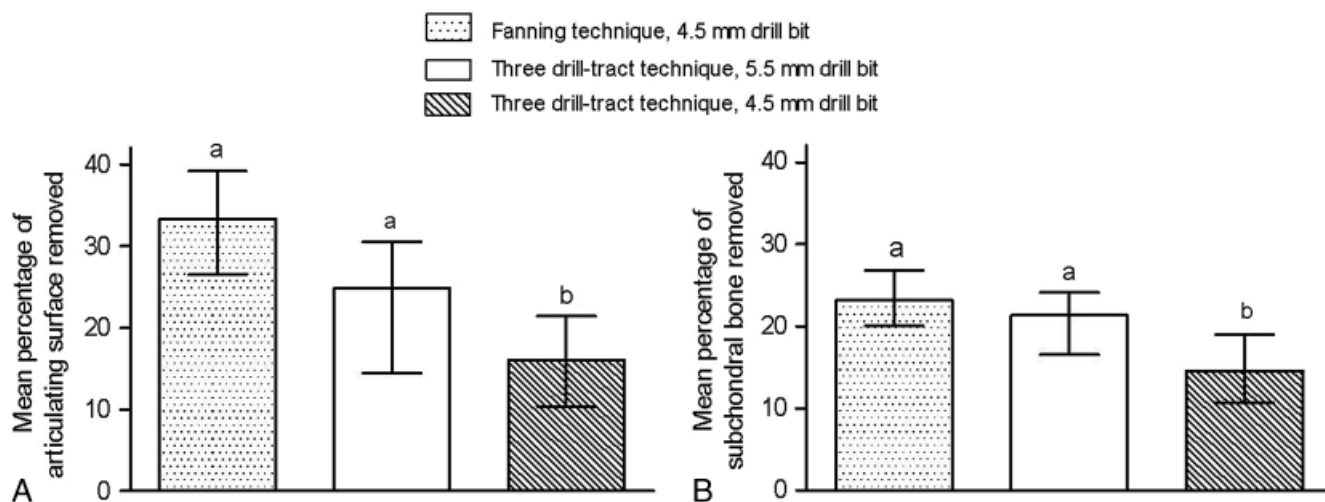 Fanning technique, 4.5 mm drill bit
Three drill-tract technique, 5.5 mm drill bit
Three drill-tract technique, 4.5 mm drill bit
Mean percentage of
articulating surface removed
40
30
20
10
0
a
a
b
A
Mean percentage of
subchondral bone removed
40
30
20
10
0
a
a
b
B